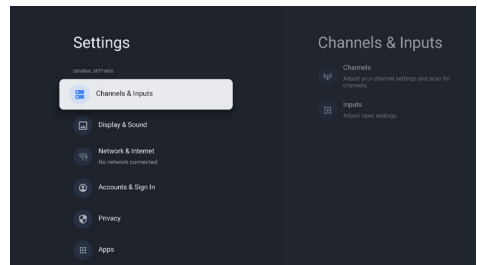 Settings
GENERAL SETTINGS
Channels & Inputs
Display & Sound
Network & Internet
No network connected
Accounts & Sign In
Privacy
Apps
Channels & Inputs
Channels
Adjust your channel settings and scan for
channels.
Inputs
Adjust input settings.